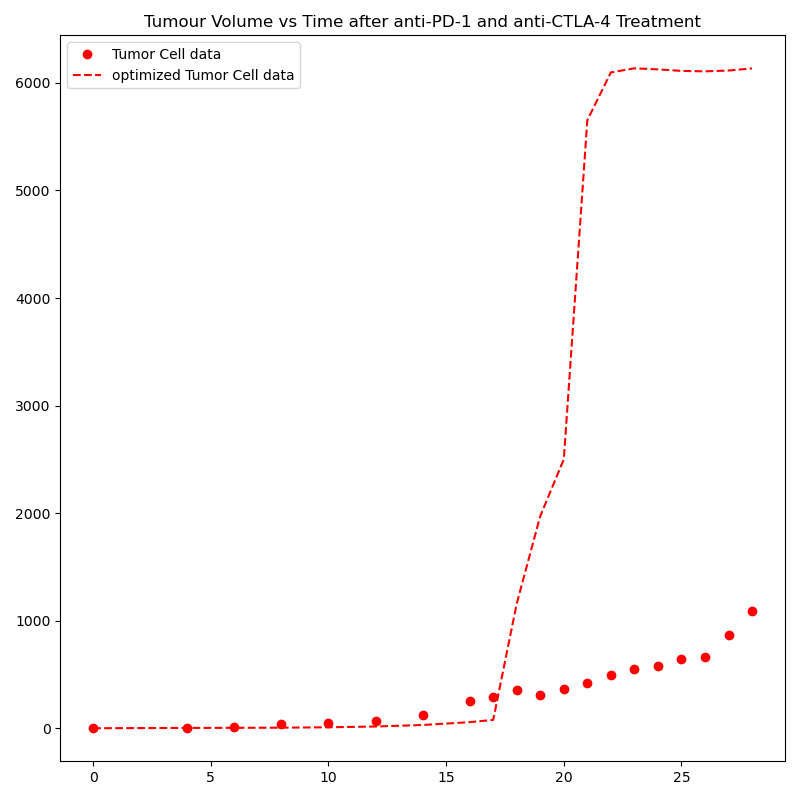 Tumour Volume vs Time after anti-PD-1 and anti-CTLA-4 Treatment
Tumor Cell data
optimized Tumor Cell data
6000
5000
4000
3000
2000
1000
0
0 5 10 15 20 25